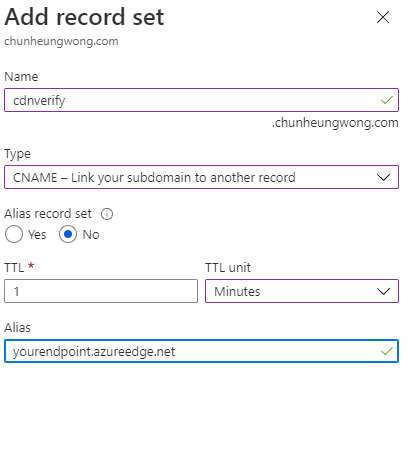 Add record set
chunheungwong.com
Name
cdnverify
.chunheungwong.com
Type
CNAME – Link your subdomain to another record
Alias record set
Yes No
TTL * TTL unit
1 Minutes
Alias
yourendpoint.azureedge.net